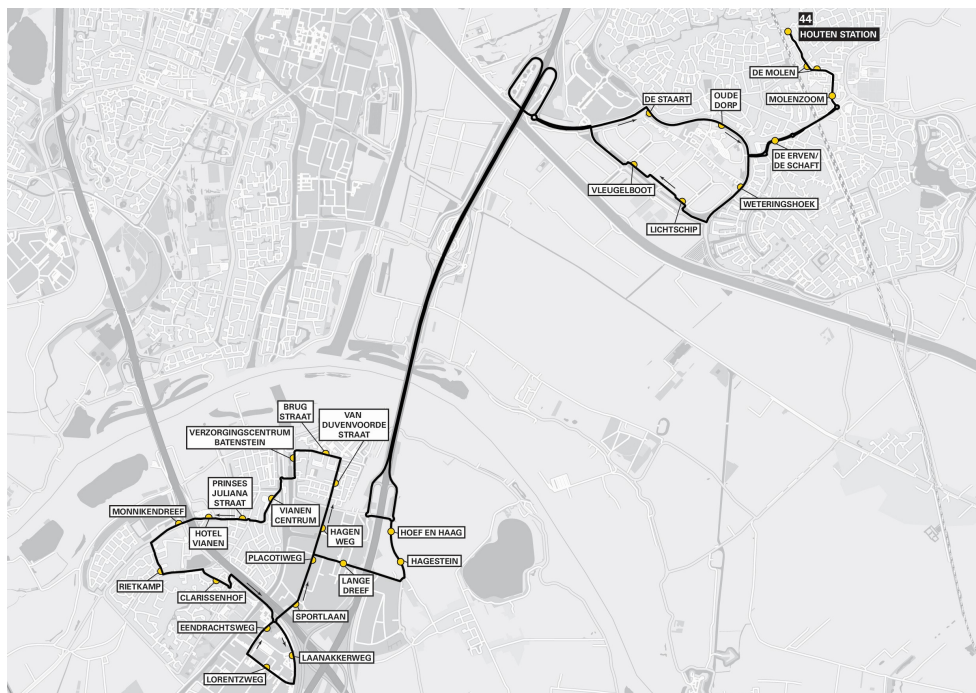 44
HOUTEN STATION
DE MOLEN
MOLENZOOM
DE STAART
OUDE
DORP
DE ERVEN/
DE SCHAFT
VLEUGELBOOT
WETERINGSHOEK
LICHTSCHIP
BRUG
STRAAT
VAN
DUVENVOORDE
STRAAT
VERZORGINGSCENTRUM
BATENSTEIN
PRINSES
JULIANA
STRAAT
MONNIKENDREEF
VIANEN
CENTRUM
HOTEL
VIANEN
HAGEN
WEG
HOEF EN HAAG
PLACOTIWEG
HAGESTEIN
LANGE
DREEF
RIETKAMP
CLARISSENHOF
SPORTLAAN
EENDRACHTSWEG
LAANAKKERWEG
LORENTZWEG